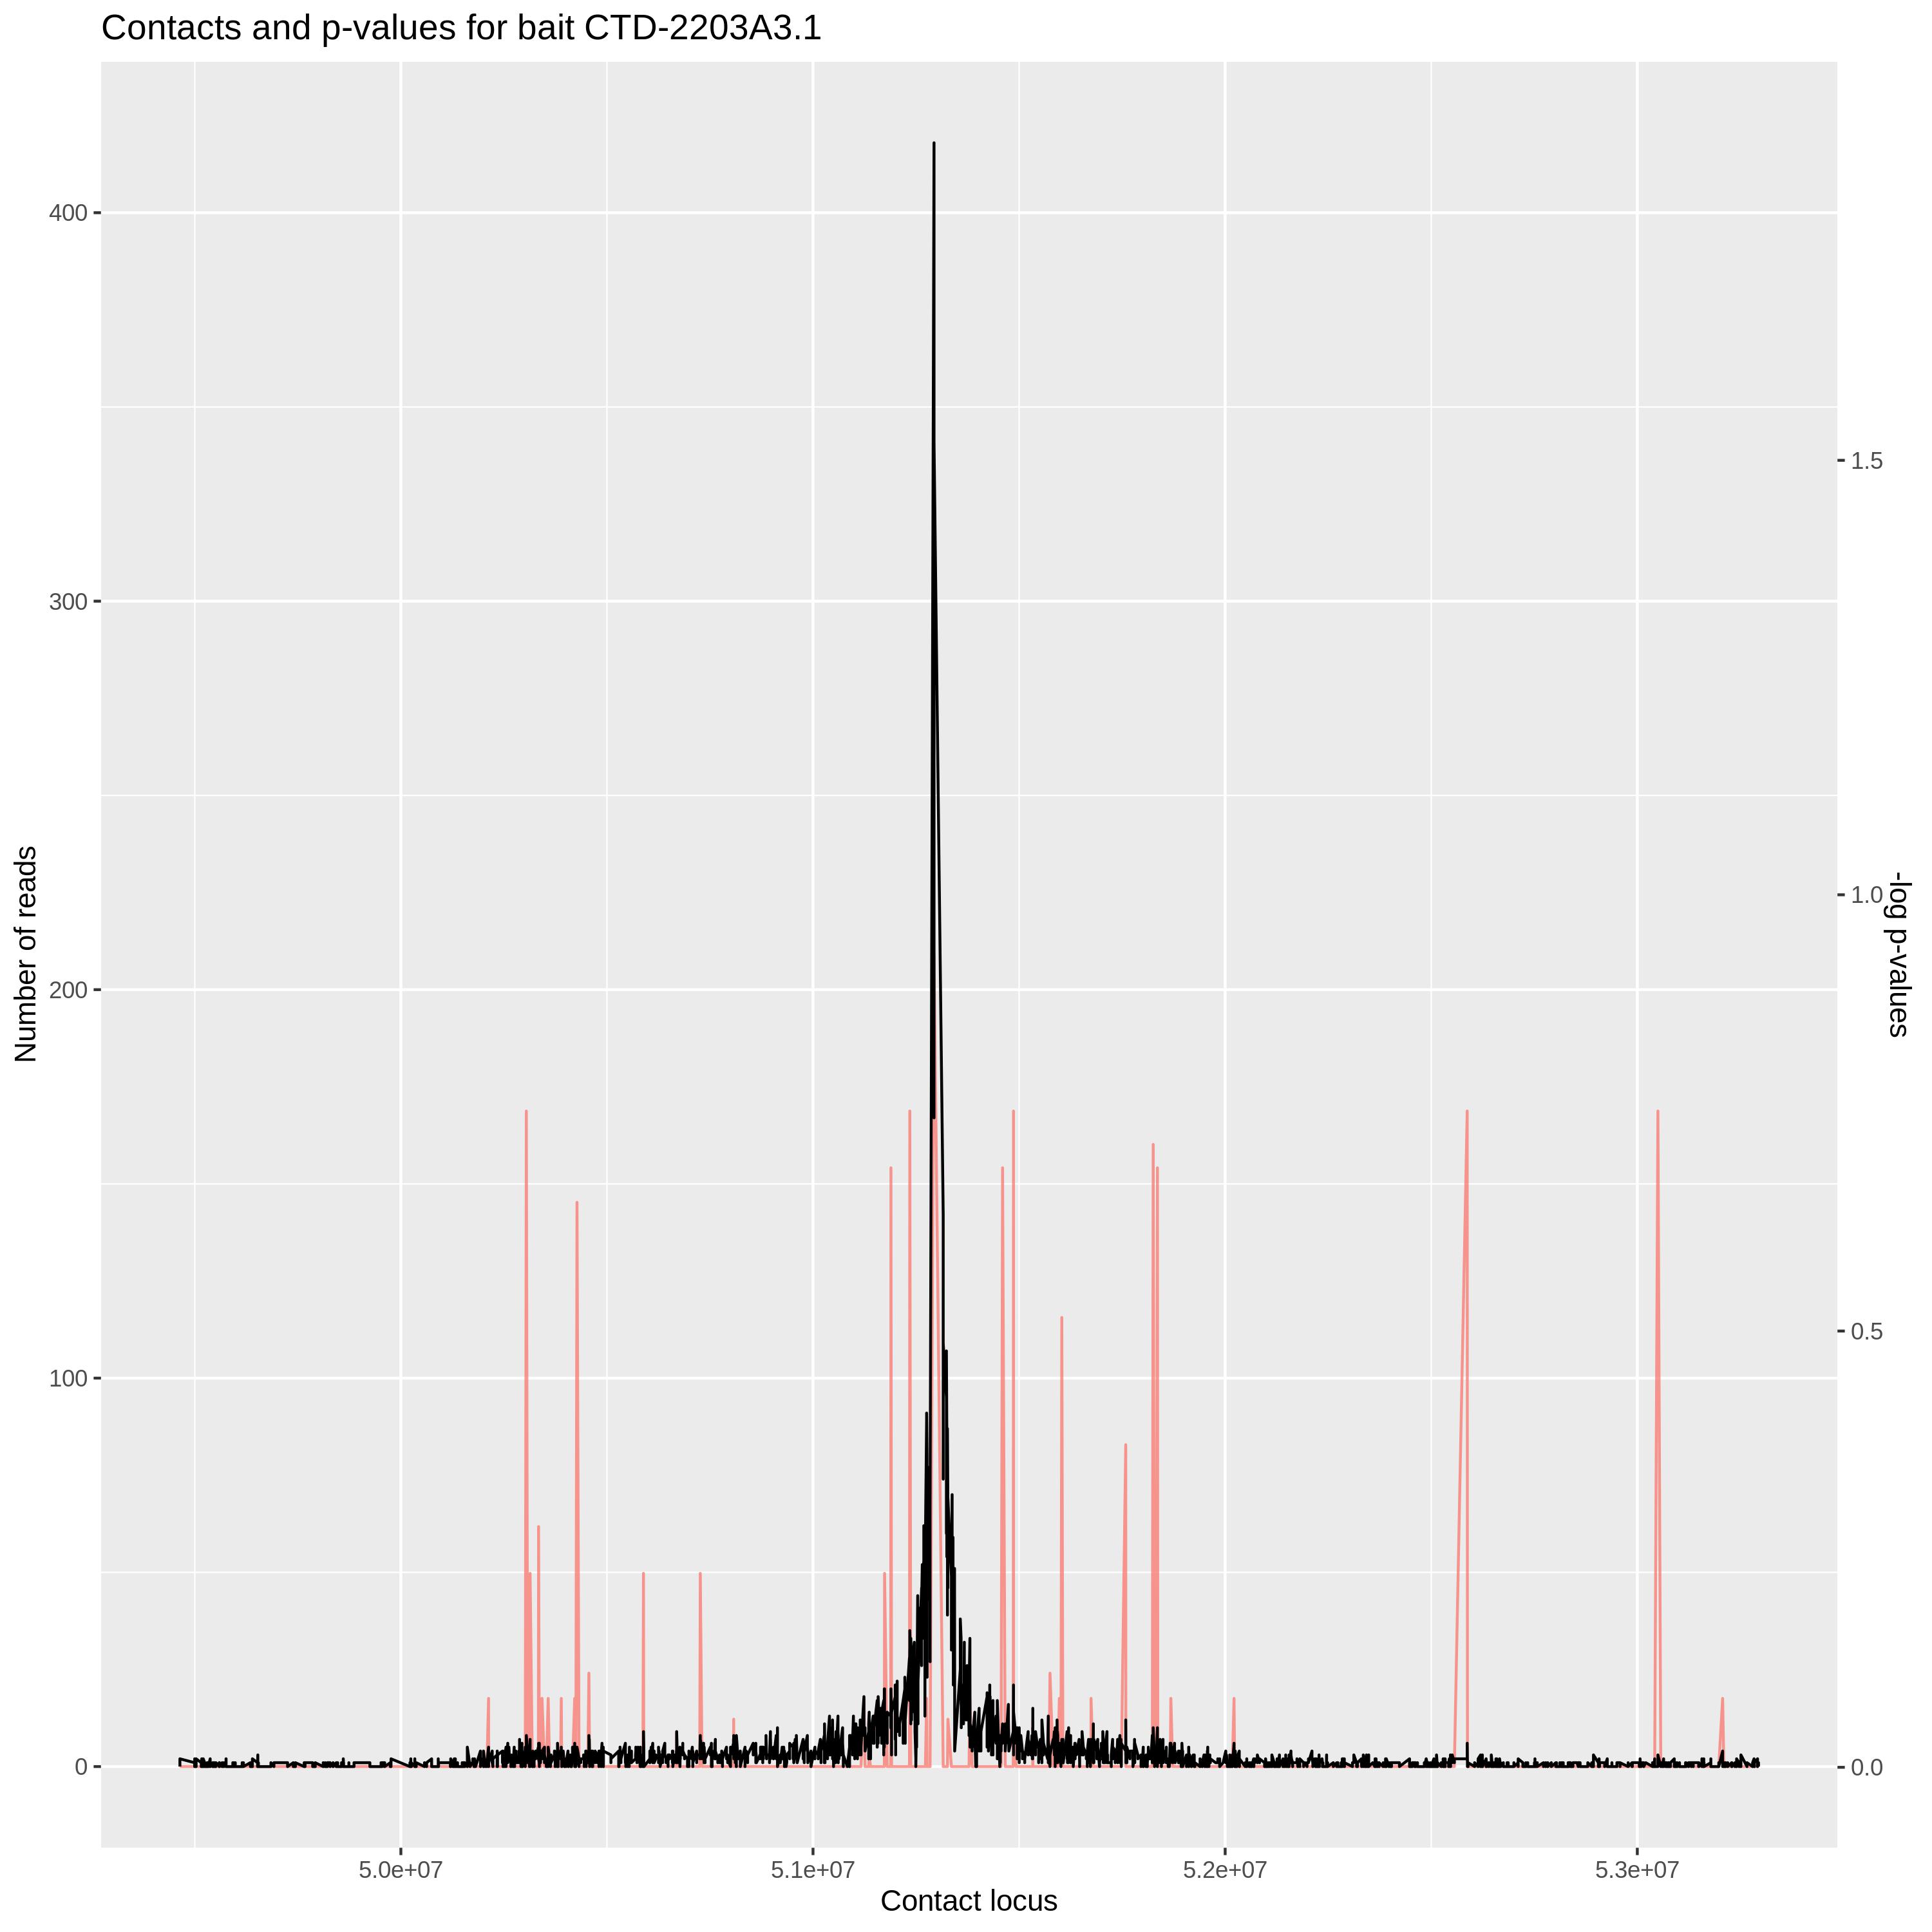 Contacts and p-values for bait CTD-2203A3.1
400
300
200
100
0
Number of reads
1.5
1.0
0.5
0.0
-log p-values
5.0e+07
5.1e+07
5.2e+07
5.3e+07
Contact locus